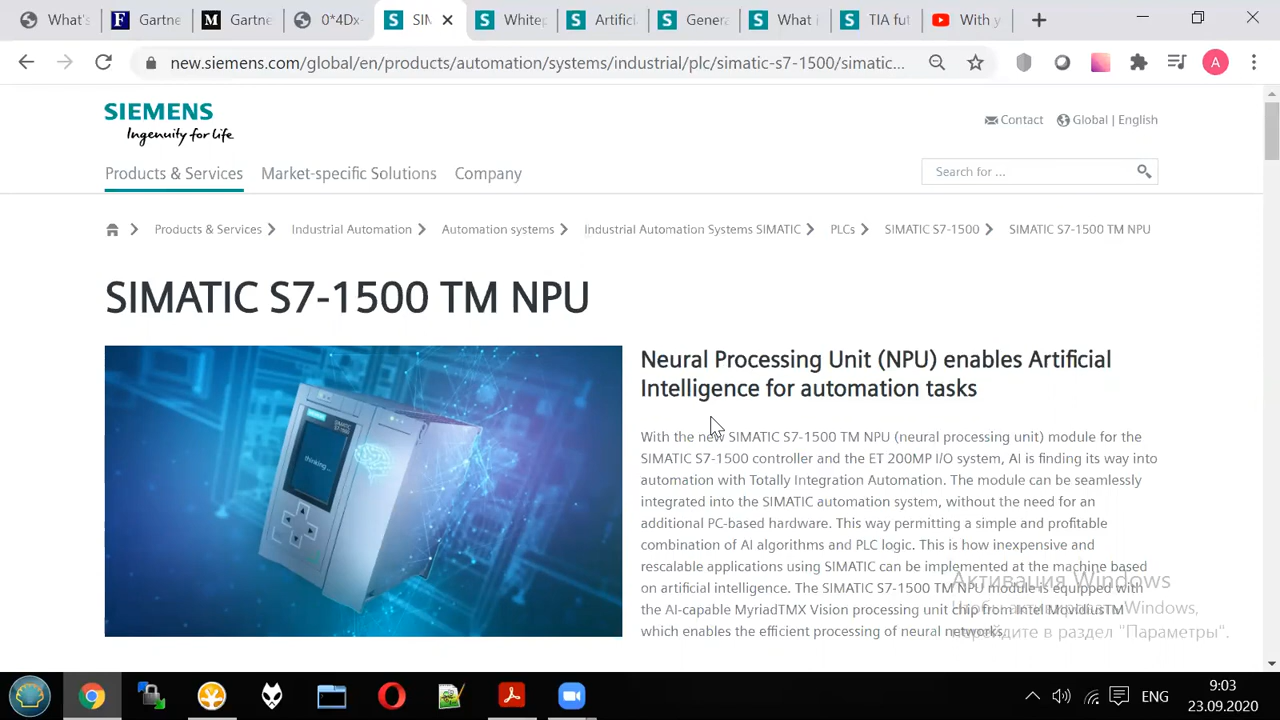 What's
Gartne
Gartne
0*4Dx-
SIM
Whitep
Artific
Genera
What
TIA ful
With y
new.siemens.com/global/en/products/automation/systems/industrial/plc/simatic-s7-1500/simatic...
A
SIEMENS
Ingenuity for life
Contact
Global | English
Products & Services
Market-specific Solutions
Company
Search for ...
Products & Services
Industrial Automation
Automation systems
Industrial Automation Systems SIMATIC
PLCs
SIMATIC S7-1500
SIMATIC S7-1500 TM NPU
SIMATIC S7-1500 TM NPU
SIEMENS
thinking...
Neural Processing Unit (NPU) enables Artificial
Intelligence for automation tasks
With the new SIMATIC S7-1500 TM NPU (neural processing unit) module for the
SIMATIC S7-1500 controller and the ET 200MP I/O system, AI is finding its way into
automation with Totally Integration Automation. The module can be seamlessly
integrated into the SIMATIC automation system, without the need for an
additional PC-based hardware. This way permitting a simple and profitable
combination of AI algorithms and PLC logic. This is how inexpensive and
rescalable applications using SIMATIC can be implemented at the machine based
on artificial intelligence. The SIMATIC S7-1500 TM NPU module is equipped with
the AI-capable MyriadTMX Vision processing unit chip from Intel MovidiusTM
which enables the efficient processing of neural networks.
Активация Windows
Чтобы активировать Windows,
перейдите в раздел "Параметры".
ENG
9:03
23.09.2020